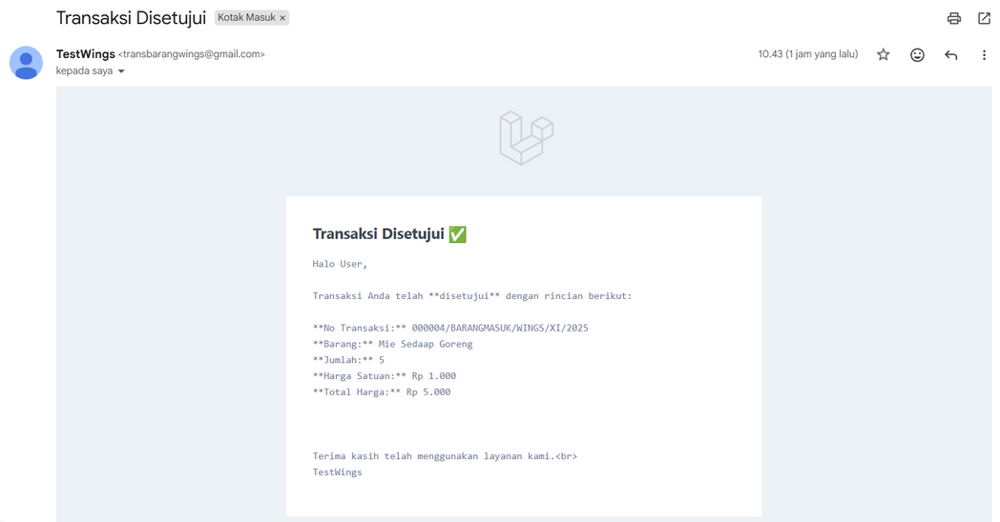 Transaksi Disetujui Kotak Masuk ×
TestWings <transbarangwings@gmail.com> 10.43 (1 jam yang lalu)
kepada saya
Transaksi Disetujui ✅
Halo User,
Transaksi Anda telah **disetujui** dengan rincian berikut:
**No Transaksi:** 000004/BARANGMASUK/WINGS/XI/2025
**Barang:** Mie Sedaap Goreng
**Jumlah:** 5
**Harga Satuan:** Rp 1.000
**Total Harga:** Rp 5.000
Terima kasih telah menggunakan layanan kami.<br>
TestWings